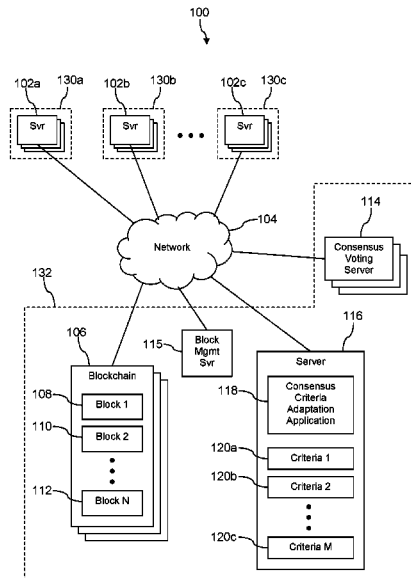 100
130a
130b
130c
102a
102b
102c
Svr
Svr
Svr
104
114
Network
Consensus
Voting
Server
132
106
115
Block
Mgmt
Svr
116
Blockchain
Server
108
Block 1
118
Consensus
Criteria
Adaptation
Application
110
Block 2
120a
Criteria 1
120b
Criteria 2
112
Block N
120c
Criteria M